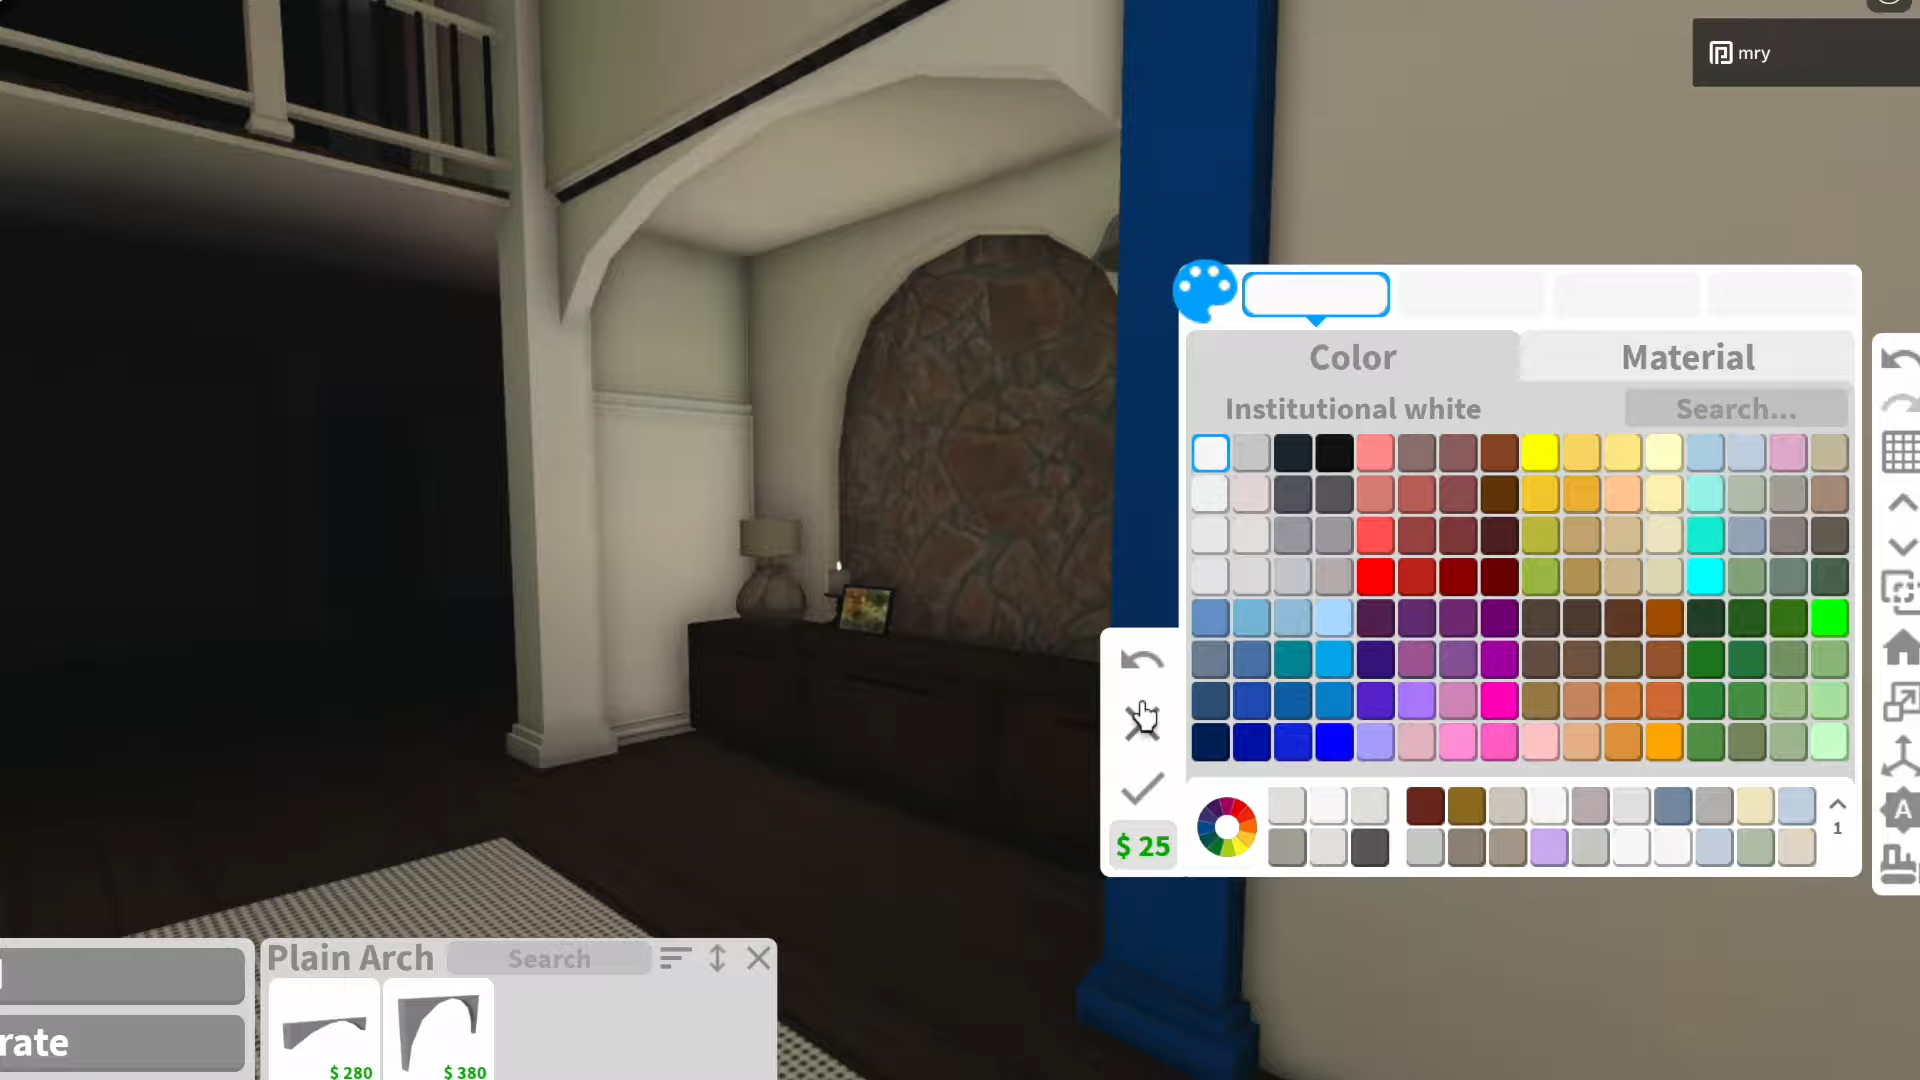 mry
Color
Material
Institutional white
Search...
$ 25
1
A
Plain Arch
Search
rate
$ 280
$ 380